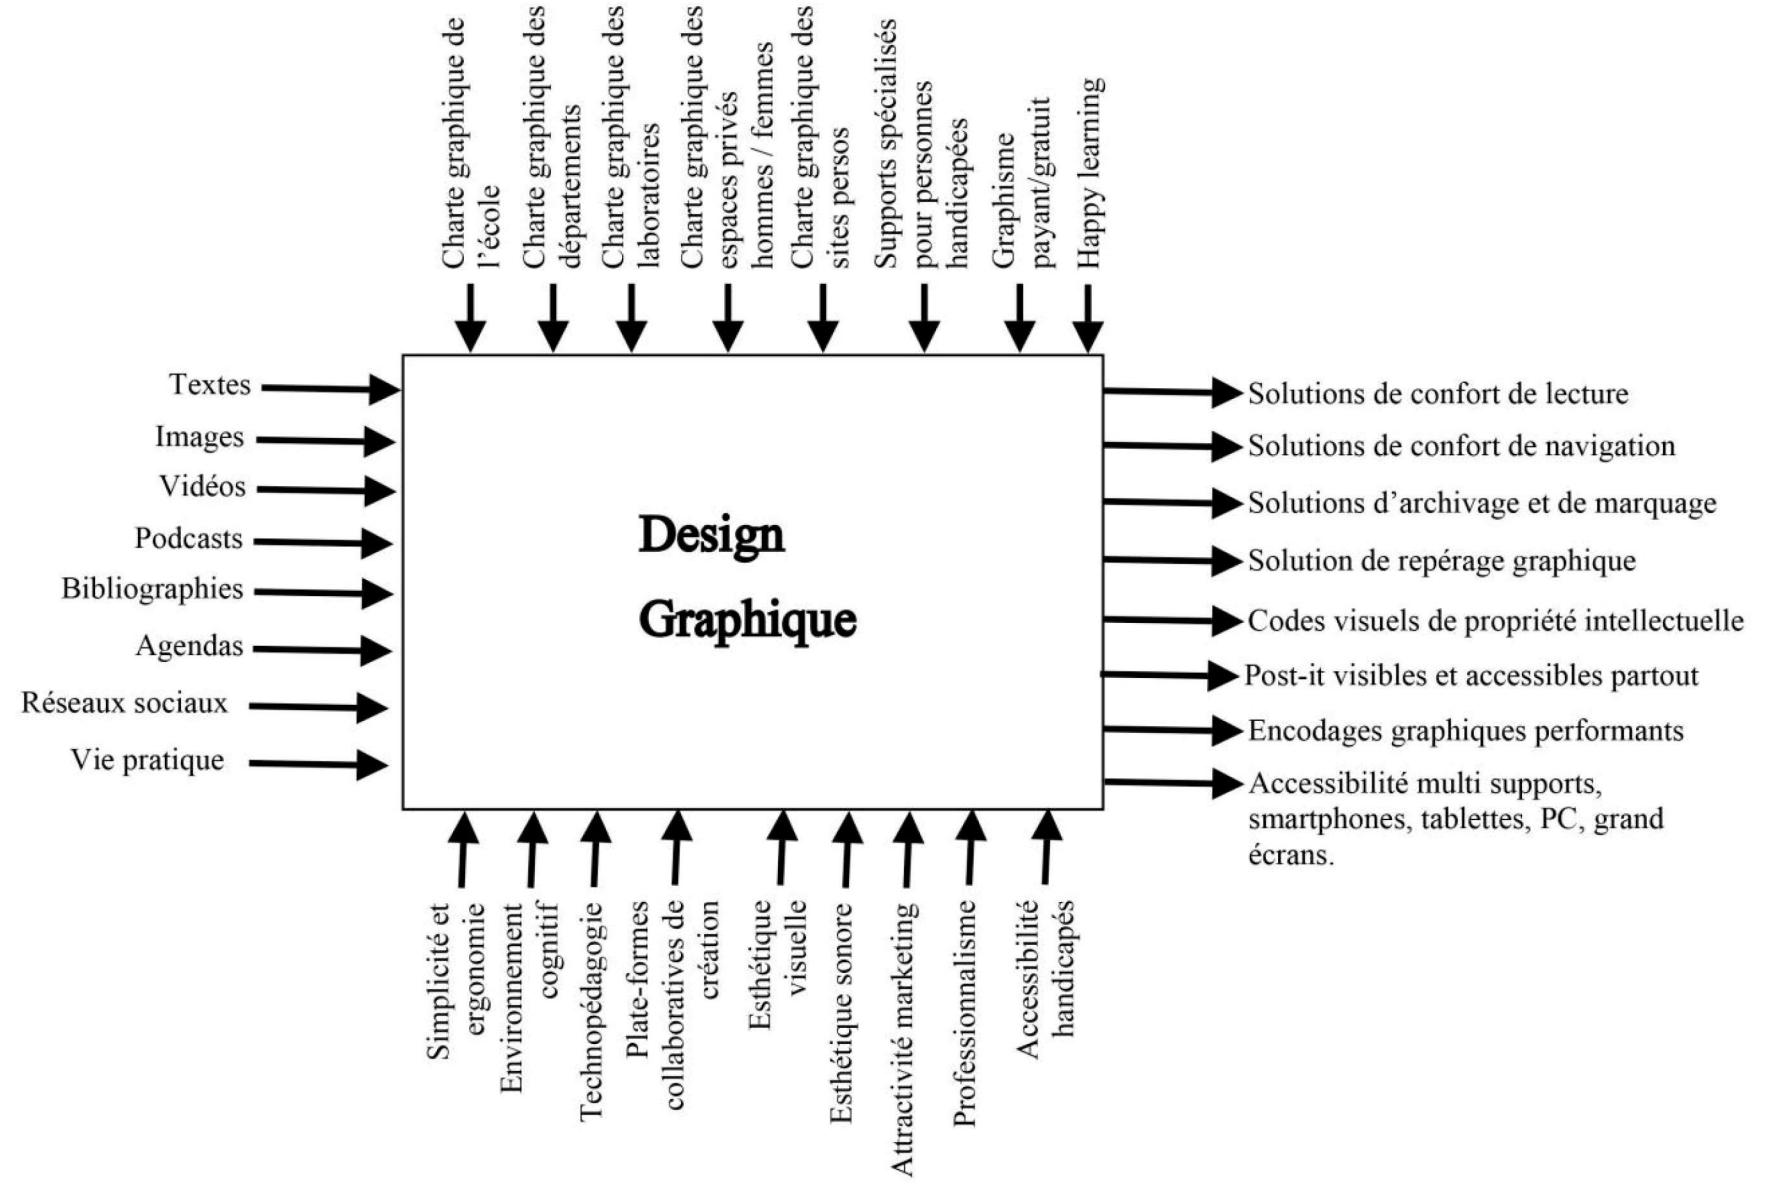 Charte graphique de
l’école
Charte graphique des
départements
Charte graphique des
laboratoires
Charte graphique des
espaces privés
hommes / femmes
Charte graphique des
sites persos
Supports spécialisés
pour personnes
handicapées
Graphisme
payant/gratuit
Happy learning
Textes
Images
Vidéos
Podcasts
Bibliographies
Agendas
Réseaux sociaux
Vie pratique
Design
Graphique
Solutions de confort de lecture
Solutions de confort de navigation
Solutions d’archivage et de marquage
Solution de repérage graphique
Codes visuels de propriété intellectuelle
Post-it visibles et accessibles partout
Encodages graphiques performants
Accessibilité multi supports,
smartphones, tablettes, PC, grand
écrans.
Simplicité et
ergonomie
Environnement
cognitif
Technopédagogie
Plate-formes
collaboratives de
création
Esthétique
visuelle
Esthétique sonore
Attractivité marketing
Professionnalisme
Accessibilité
handicapés